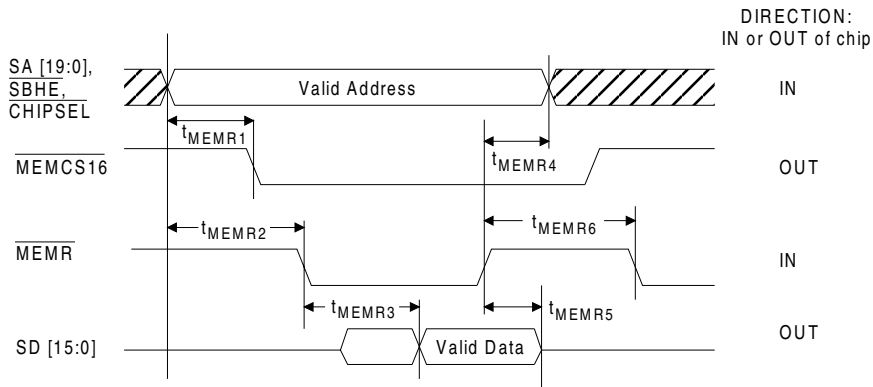 DIRECTION:
IN or OUT of chip
SA [19:0],
SBHE,
CHIPSEL
Valid Address
IN
tMEMR1
tMEMR4
MEMCS16
OUT
tMEMR2
tMEMR6
MEMR
IN
tMEMR3
tMEMR5
SD [15:0]
Valid Data
OUT